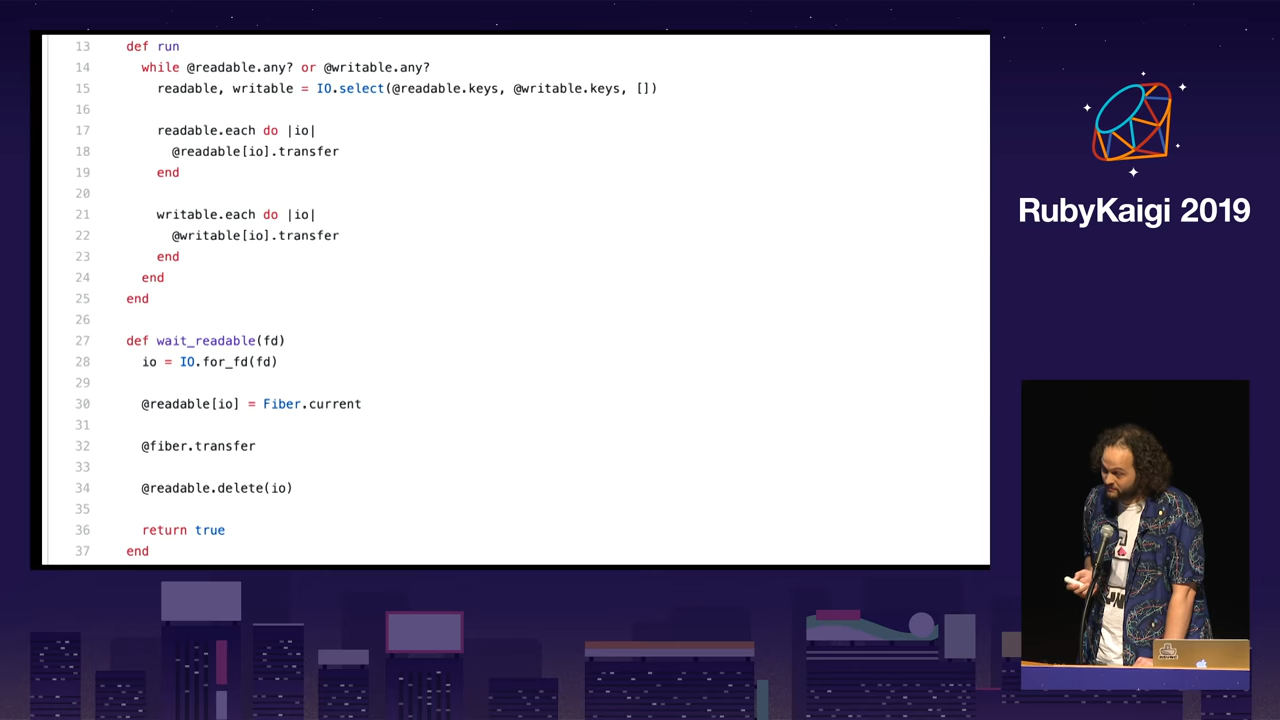 13 def run
14 while @readable.any? or @writable.any?
15 readable, writable = IO.select(@readable.keys, @writable.keys, [])
16
17 readable.each do |io|
18 @readable[io].transfer
19 end
20
21 writable.each do |io|
22 @writable[io].transfer
23 end
24 end
25 end
26
27 def wait_readable(fd)
28 io = IO.for_fd(fd)
29
30 @readable[io] = Fiber.current
31
32 @fiber.transfer
33
34 @readable.delete(io)
35
36 return true
37 end
RubyKaigi 2019